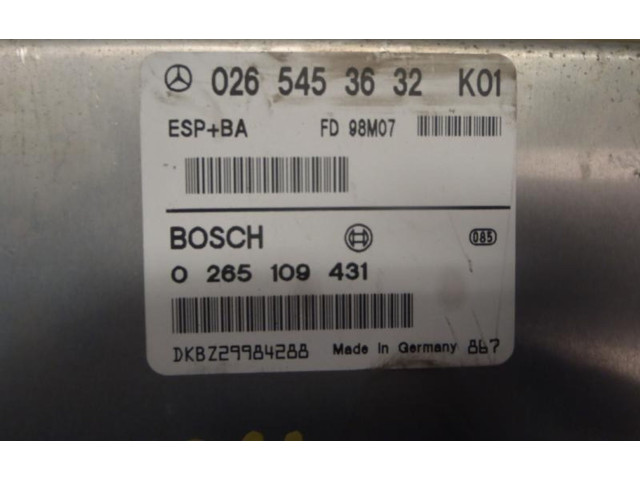 026 545 36 32 K01
ESP+BA FD 98M07
BOSCH 085
0 265 109 431
DKBZ29984288 Made in Germany 867